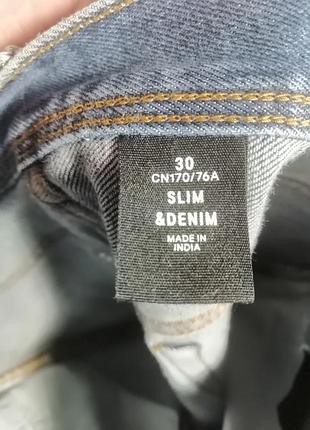 30
CN170/76A
SLIM
&DENIM
MADE IN
INDIA